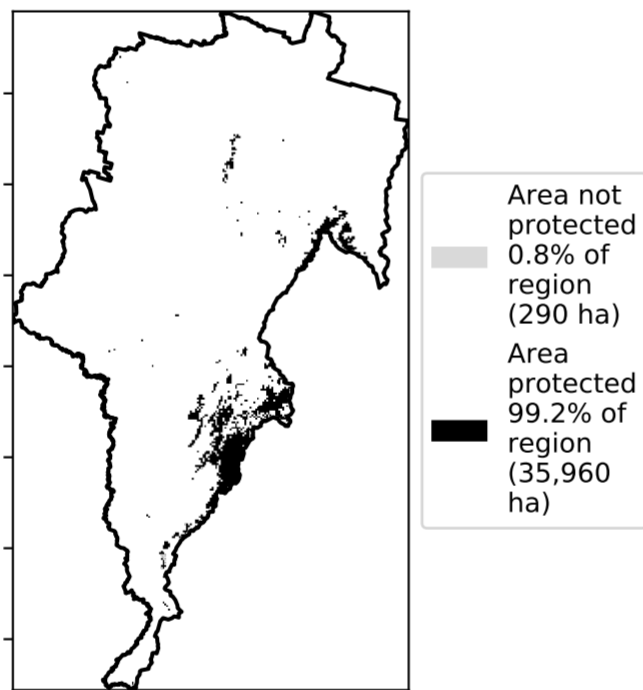 Area not
protected
0.8% of
region
(290 ha)
Area
protected
99.2% of
region
(35,960
ha)